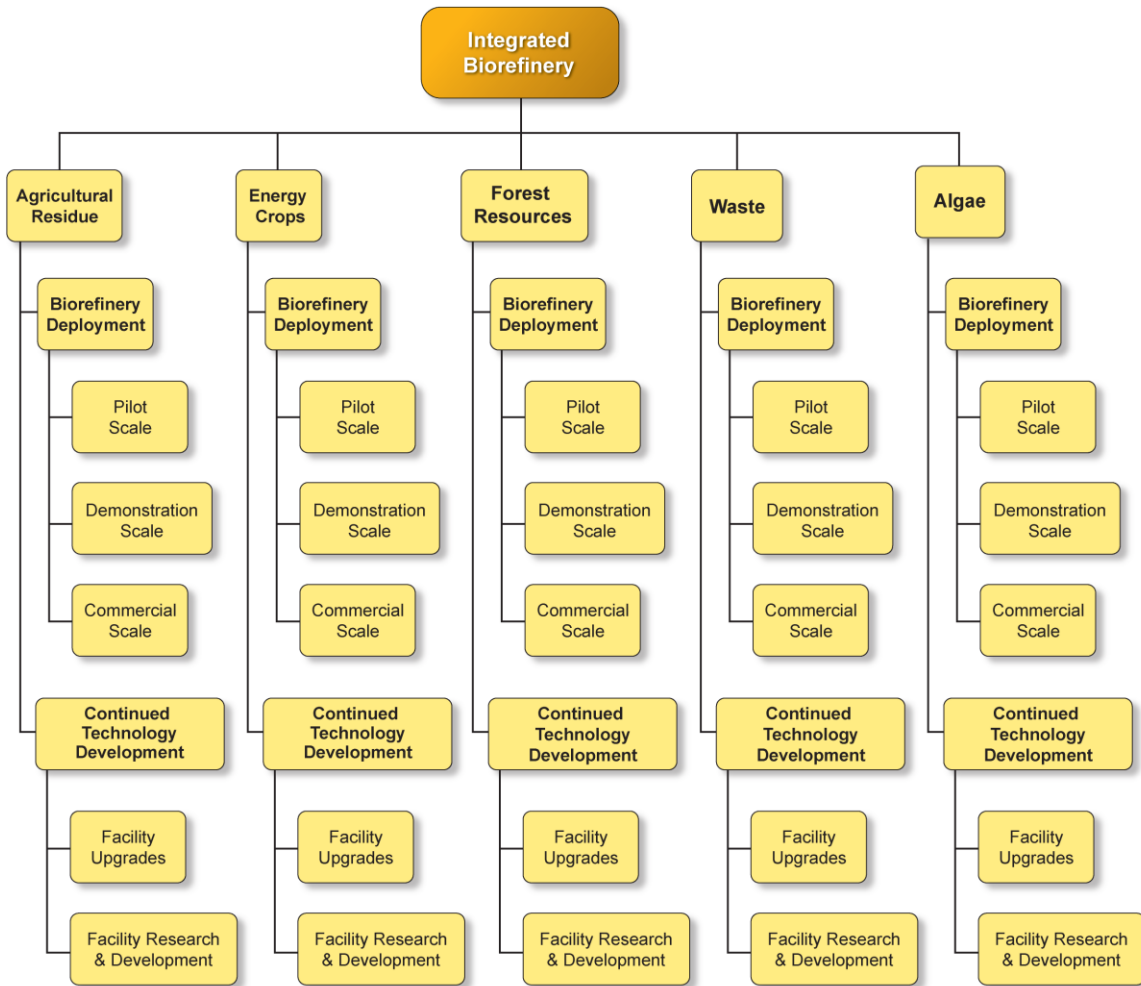 Integrated
Biorefinery
Agricultural
Residue
Biorefinery
Deployment
Pilot
Scale
Demonstration
Scale
Commercial
Scale
Continued
Technology
Development
Facility
Upgrades
Facility Research
& Development
Energy
Crops
Biorefinery
Deployment
Pilot
Scale
Demonstration
Scale
Commercial
Scale
Continued
Technology
Development
Facility
Upgrades
Facility Research
& Development
Forest
Resources
Biorefinery
Deployment
Pilot
Scale
Demonstration
Scale
Commercial
Scale
Continued
Technology
Development
Facility
Upgrades
Facility Research
& Development
Waste
Biorefinery
Deployment
Pilot
Scale
Demonstration
Scale
Commercial
Scale
Continued
Technology
Development
Facility
Upgrades
Facility Research
& Development
Algae
Biorefinery
Deployment
Pilot
Scale
Demonstration
Scale
Commercial
Scale
Continued
Technology
Development
Facility
Upgrades
Facility Research
& Development